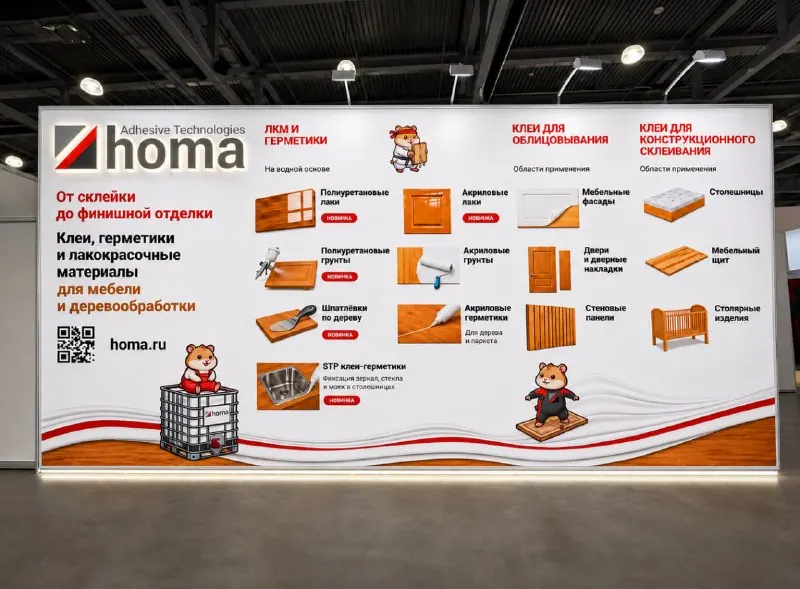 Adhesive Technologies
homa
От склейки
до финишной отделки
Клеи, герметики
и лакокрасочные
материалы
для мебели
и деревообработки
homa.ru
homa
ЛКМ И
ГЕРМЕТИКИ
На водной основе
Полиуретановые
лаки
НОВИНКА
Акриловые
лаки
НОВИНКА
Полиуретановые
грунты
НОВИНКА
Акриловые
грунты
Шпатлёвки
по дереву
НОВИНКА
Акриловые
герметики
Для дерева
и паркета
STP клеи-герметики
Фиксация зеркал, стекла
и моек в столешницах
НОВИНКА
КЛЕИ ДЛЯ
ОБЛИЦОВЫВАНИЯ
Области применения
Мебельные
фасады
Двери
и дверные
накладки
Стеновые
панели
КЛЕИ ДЛЯ
КОНСТРУКЦИОННОГО
СКЛЕИВАНИЯ
Области применения
Столешницы
Мебельный
щит
Столярные
изделия